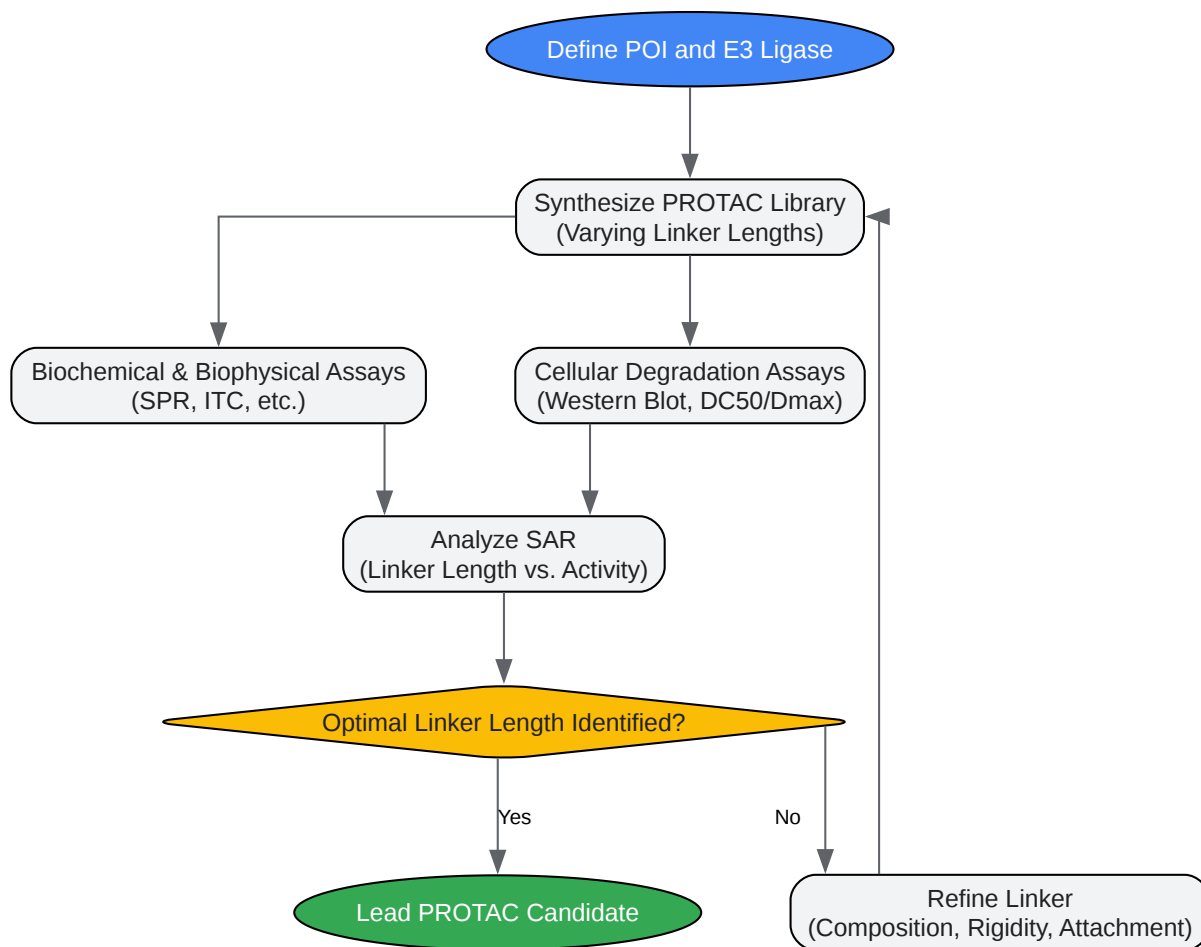 Define POI and E3 Ligase
Synthesize PROTAC Library
(Varying Linker Lengths)
Biochemical & Biophysical Assays
(SPR, ITC, etc.)
Cellular Degradation Assays
(Western Blot, DC50/Dmax)
Analyze SAR
(Linker Length vs. Activity)
Optimal Linker Length Identified?
Yes
No
Lead PROTAC Candidate
Refine Linker
(Composition, Rigidity, Attachment)